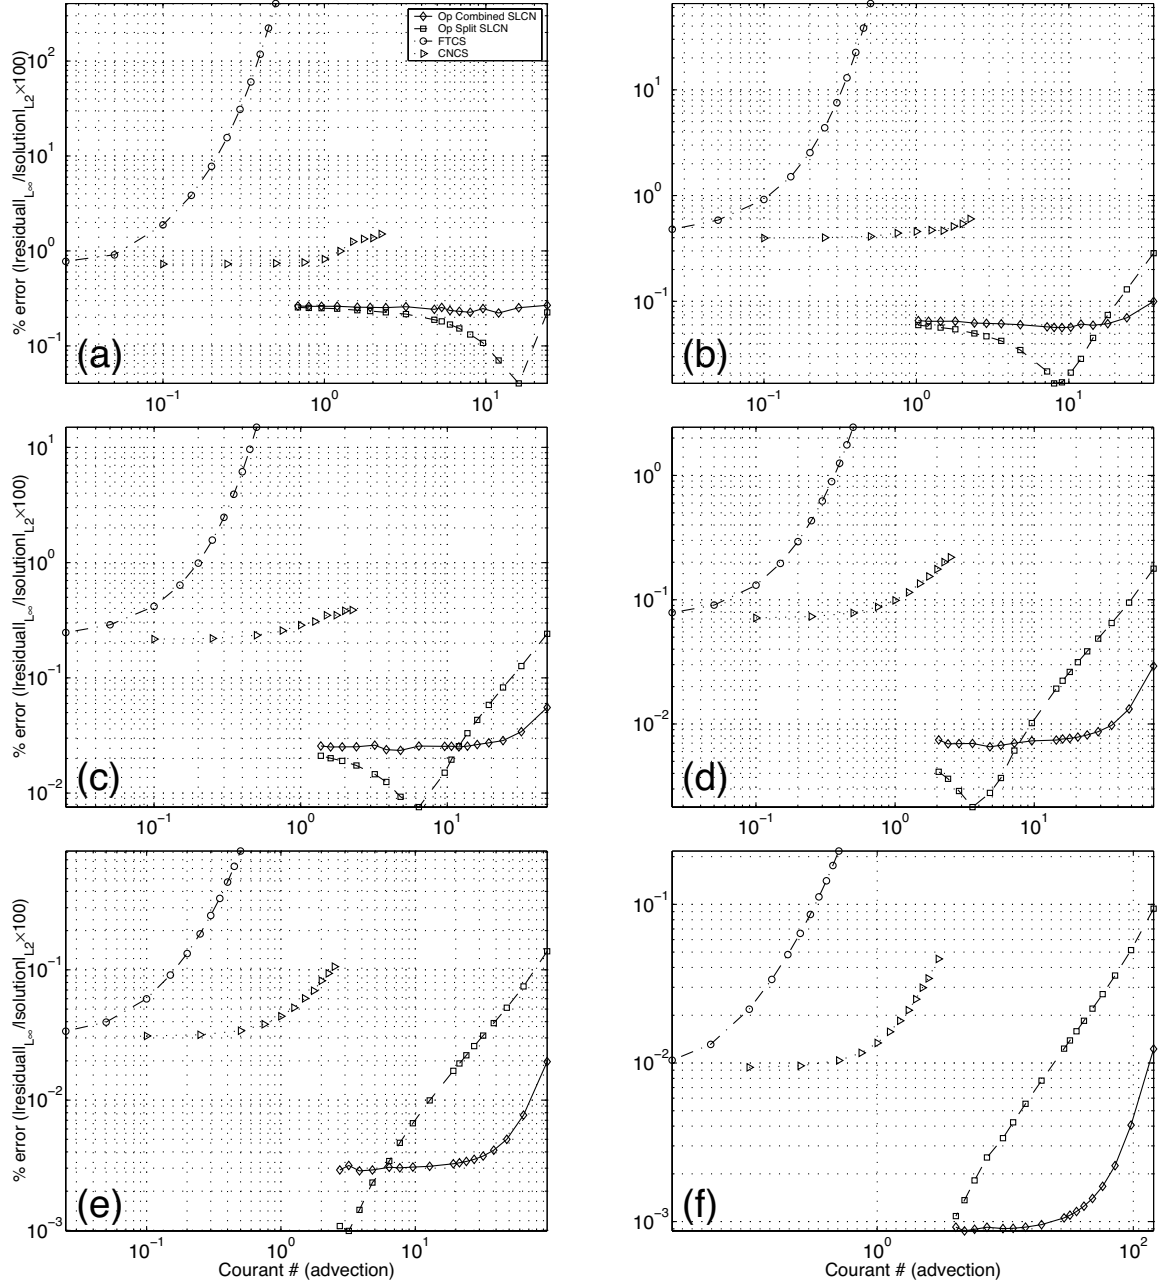 Op Combined SLCN
Op Split SLCN
FTCS
CNCS
% error (|residual|L∞/|solution|L2×100)
10^2
10^1
10^0
10^−1
(a)
10^−1 10^0 10^1
10^1
10^0
10^−1
(b)
10^−1 10^0 10^1
% error (|residual|L∞/|solution|L2×100)
10^1
10^0
10^−1
10^−2
(c)
10^−1 10^0 10^1
10^0
10^−1
10^−2
(d)
10^−1 10^0 10^1
% error (|residual|L∞/|solution|L2×100)
10^−1
10^−2
10^−3
(e)
10^−1 10^0 10^1
Courant # (advection)
10^−1
10^−2
10^−3
(f)
10^0 10^2
Courant # (advection)